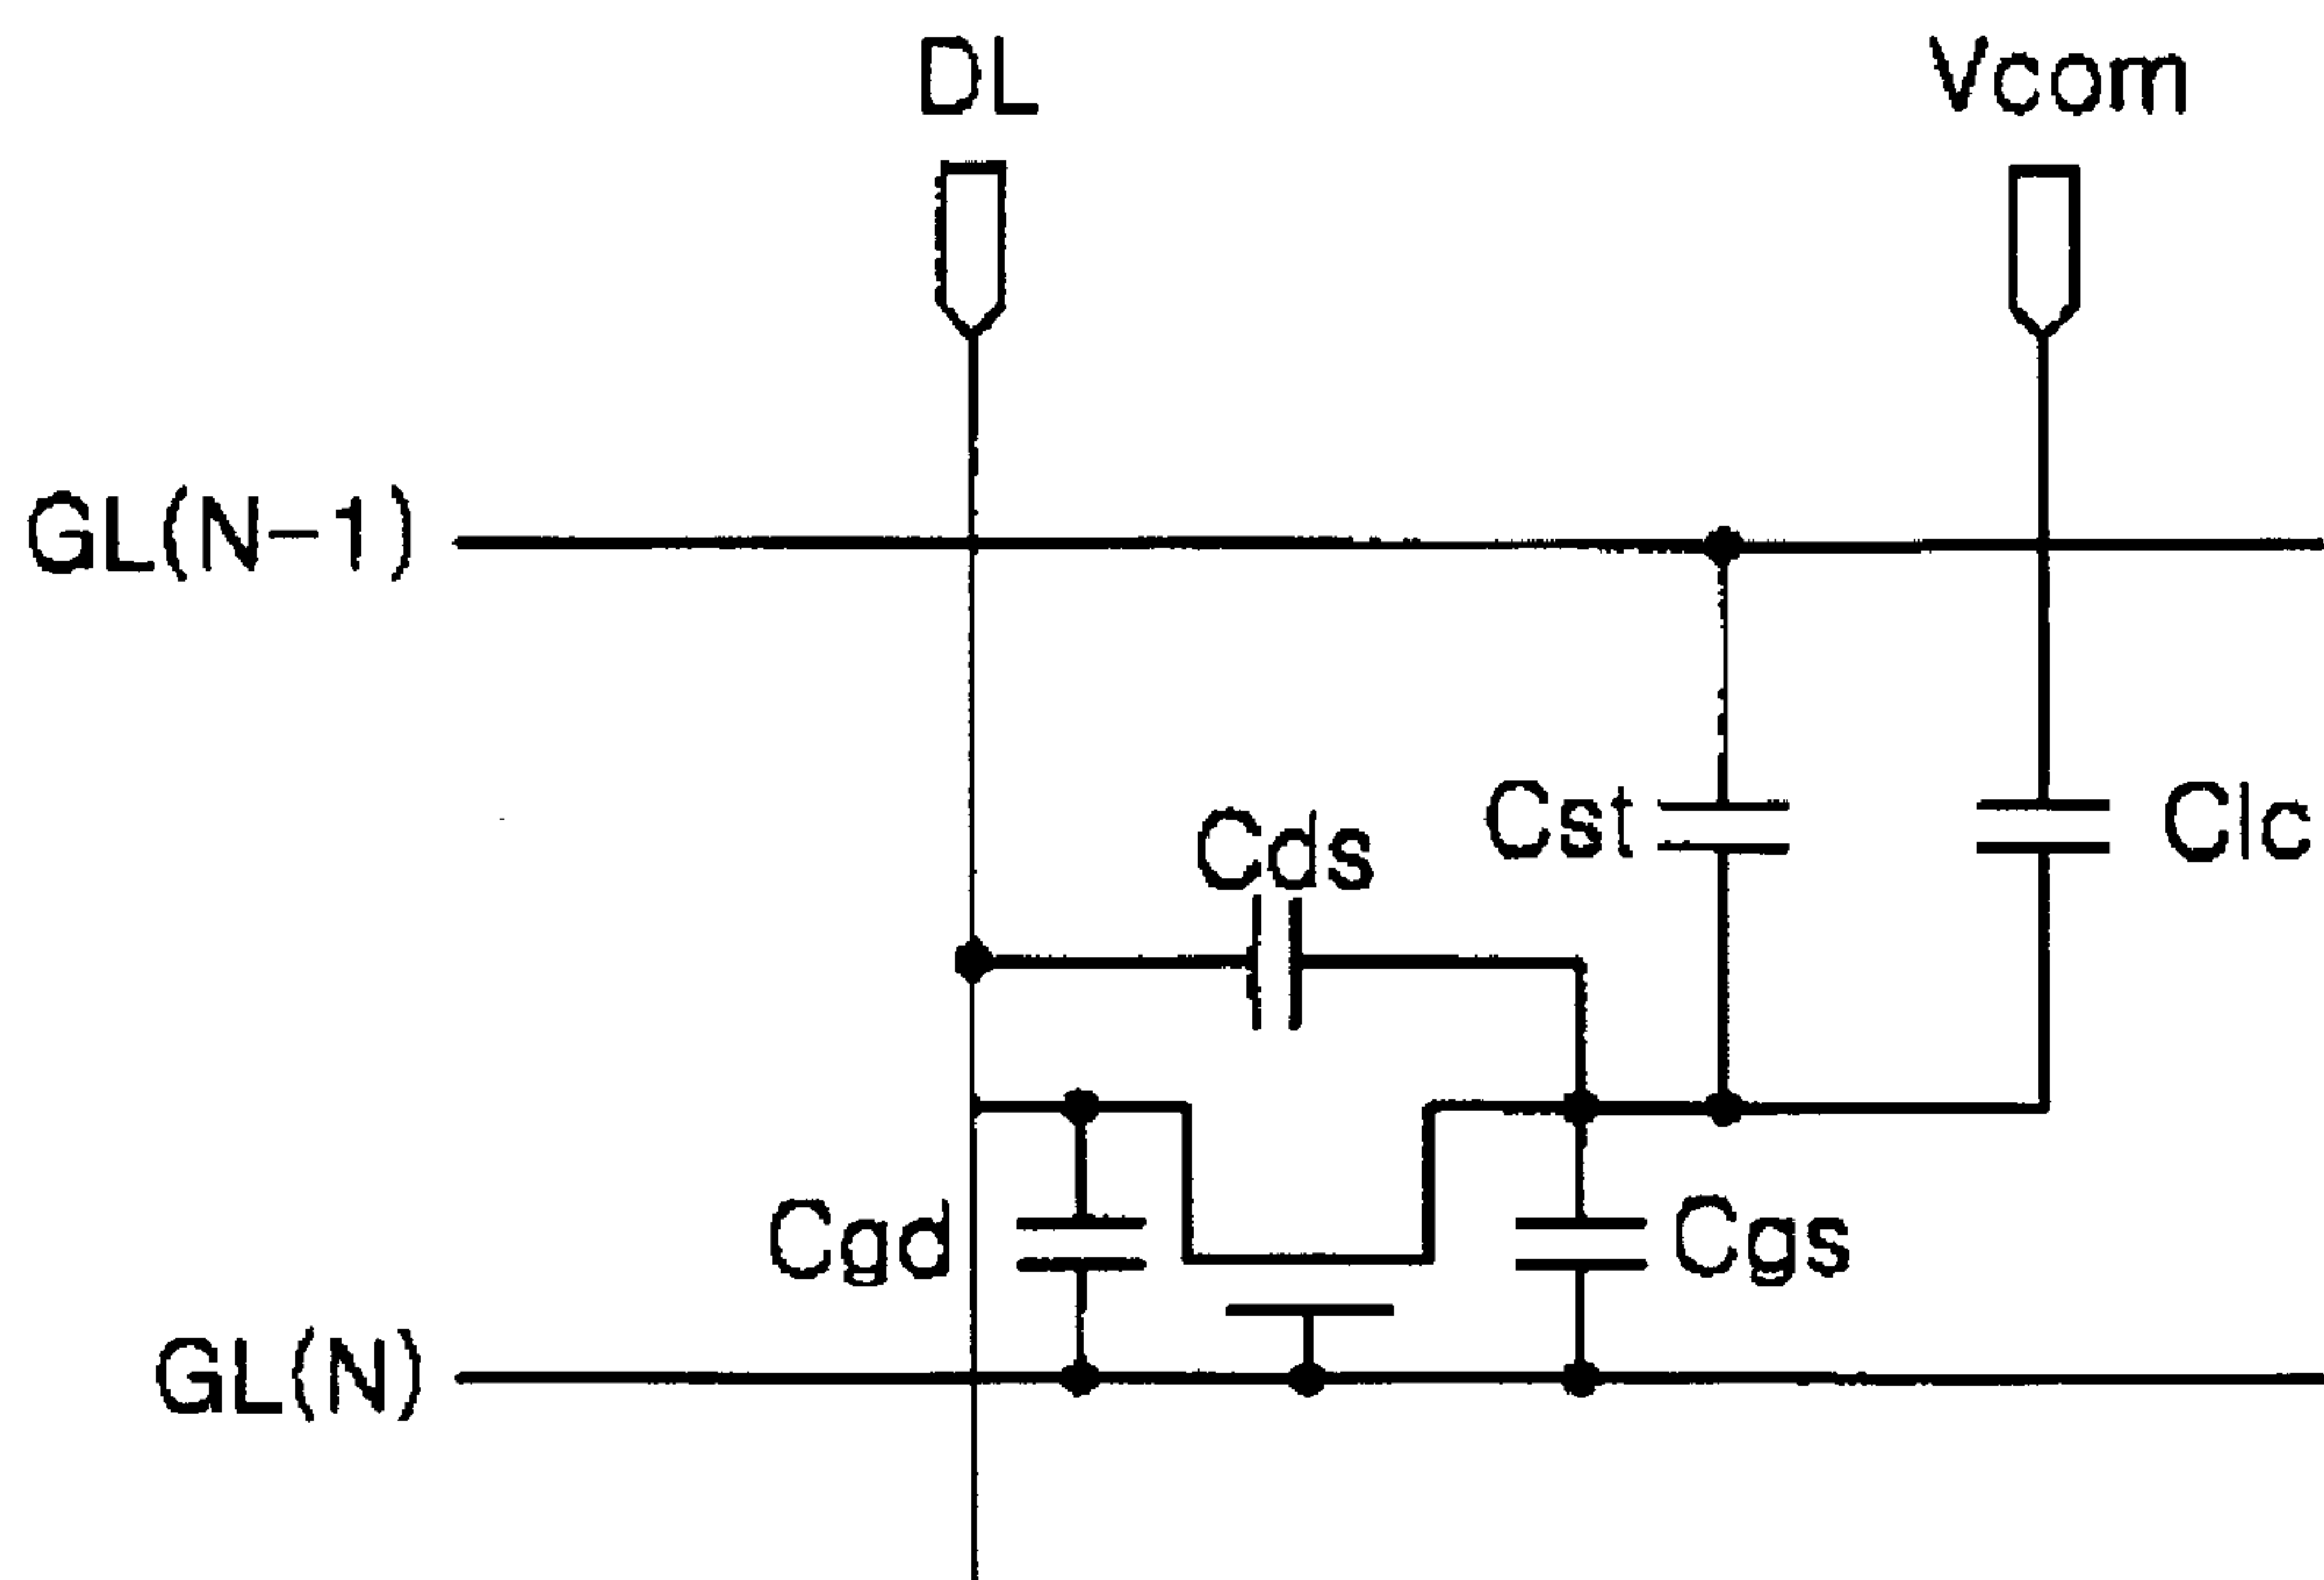 DL
Vcom
GL(N-1)
Cds
Cst
Clc
Cgd
Cgs
GL(N)